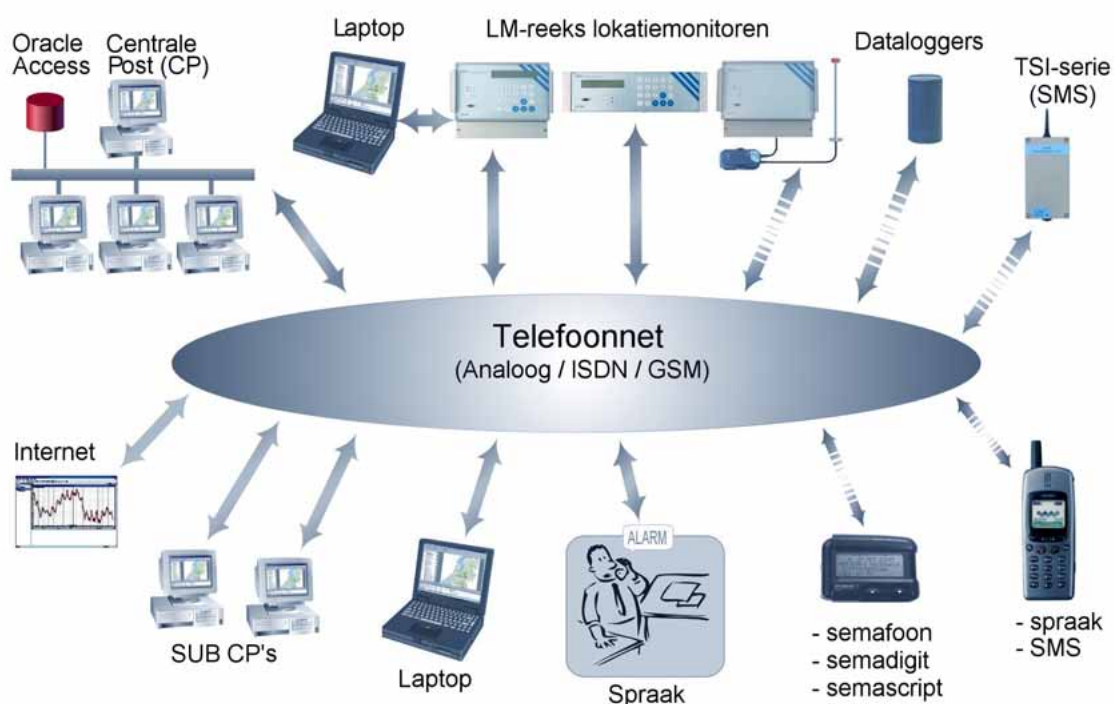 Oracle
Access
Centrale
Post (CP)
Laptop
LM-reeks lokatiemonitoren
Dataloggers
TSI-serie
(SMS)
Telefoonnet
(Analoog / ISDN / GSM)
Internet
SUB CP's
Laptop
ALARM
Spraak
- semafoon
- semadigit
- semascript
- spraak
- SMS